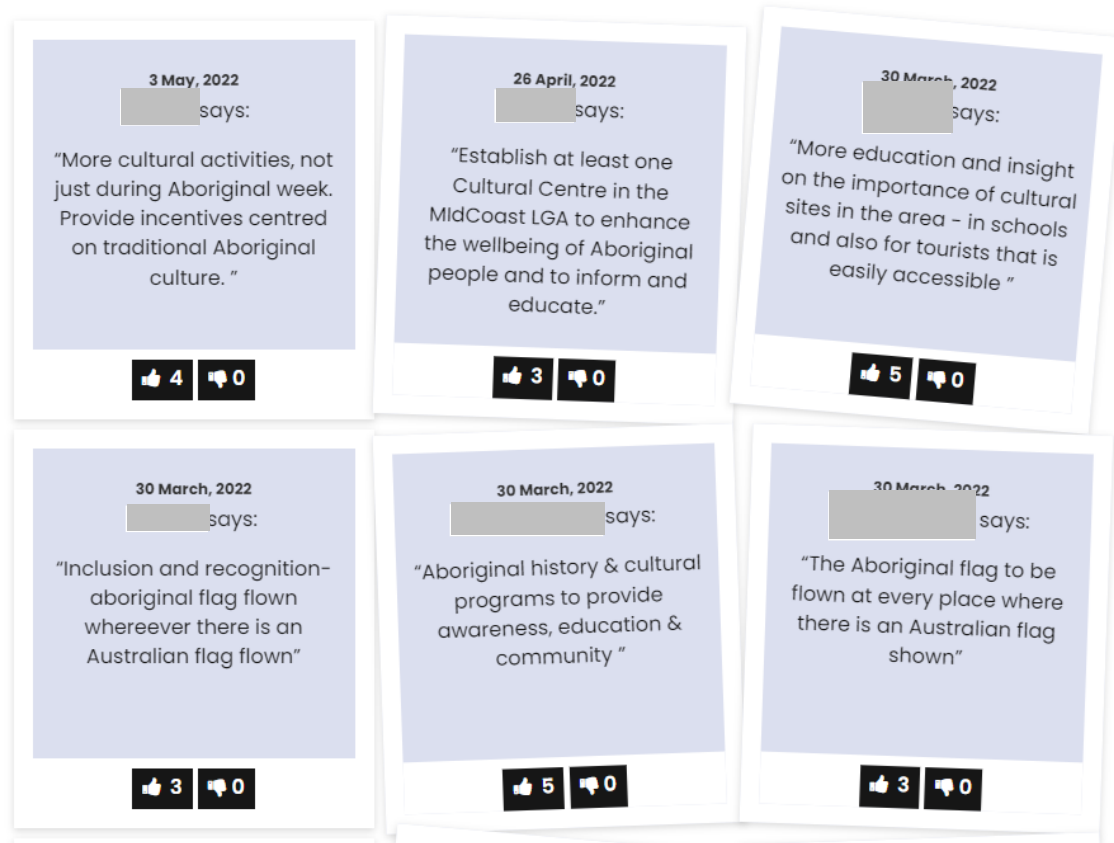 3 May, 2022
says:
“More cultural activities, not
just during Aboriginal week.
Provide incentives centred
on traditional Aboriginal
culture. ”
4 0
26 April, 2022
says:
“Establish at least one
Cultural Centre in the
MIdCoast LGA to enhance
the wellbeing of Aboriginal
people and to inform and
educate.”
3 0
30 March, 2022
says:
“More education and insight
on the importance of cultural
sites in the area - in schools
and also for tourists that is
easily accessible ”
5 0
30 March, 2022
says:
“Inclusion and recognition-
aboriginal flag flown
whereever there is an
Australian flag flown”
3 0
30 March, 2022
says:
“Aboriginal history & cultural
programs to provide
awareness, education &
community ”
5 0
30 March, 2022
says:
“The Aboriginal flag to be
flown at every place where
there is an Australian flag
shown”
3 0